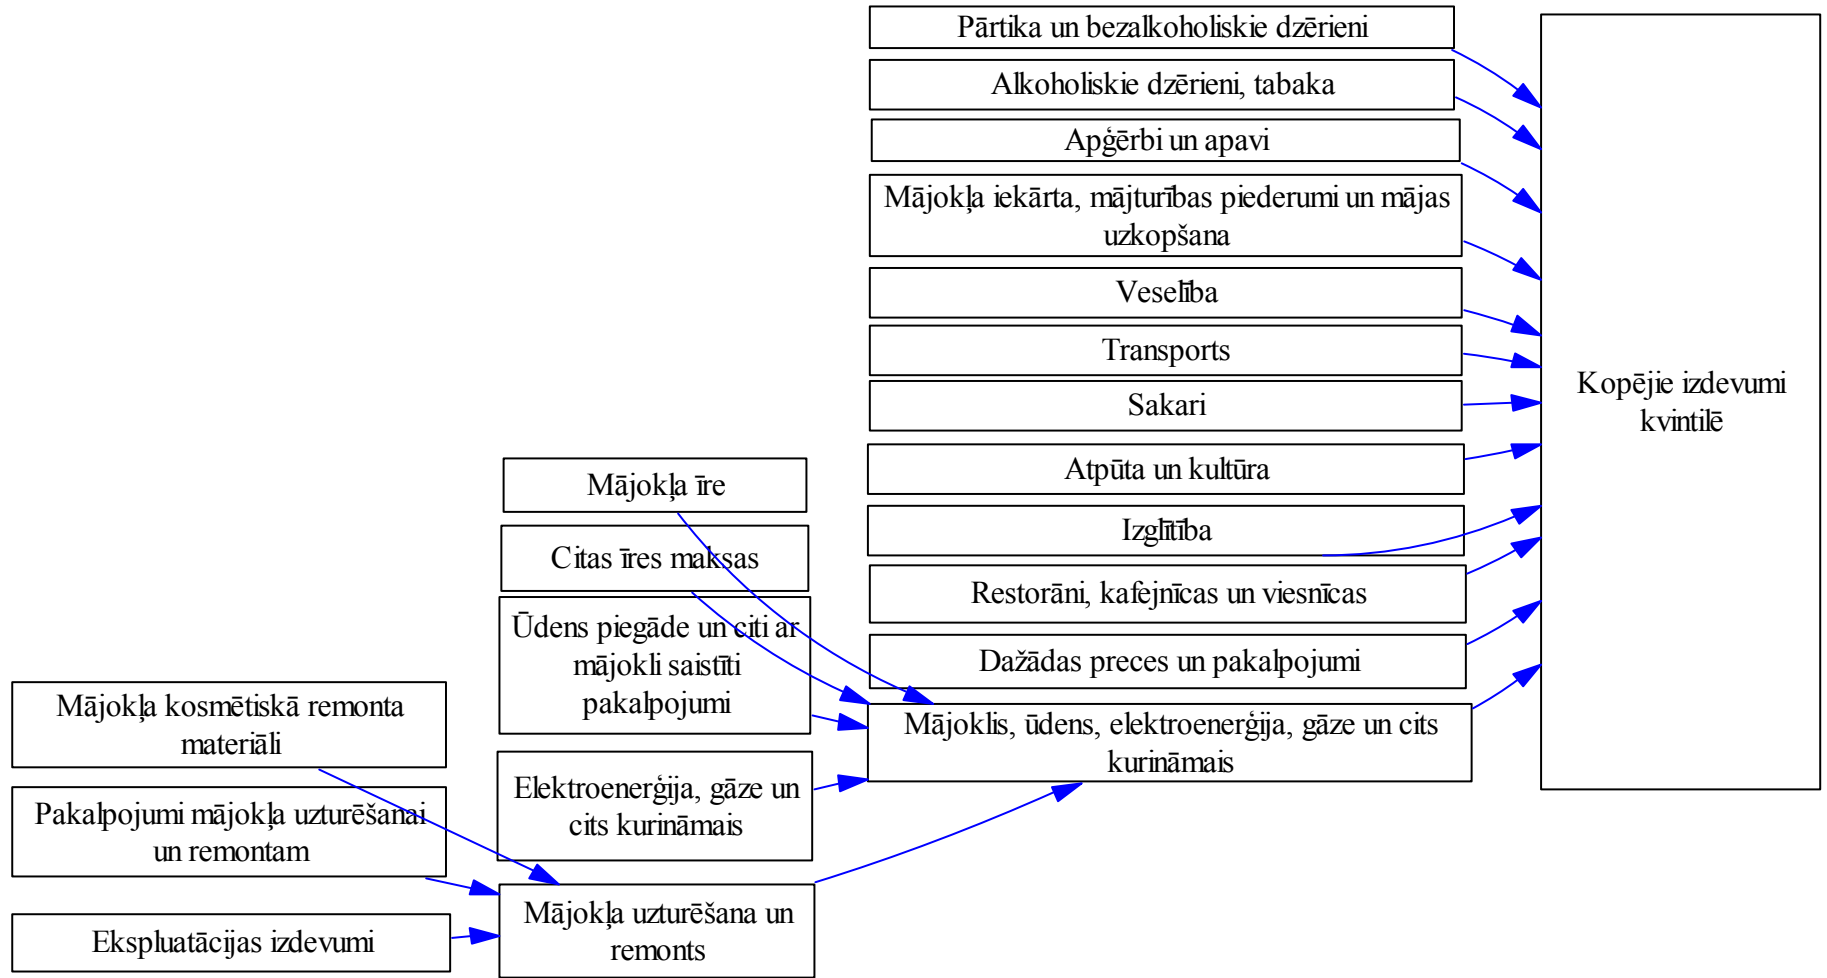 Pārtika un bezalkoholiskie dzērieni
Alkoholiskie dzērieni, tabaka
Apģērbi un apavi
Mājokļa iekārta, mājturības piederumi un mājas
uzkopšana
Veselība
Transports
Sakari
Atpūta un kultūra
Izglītība
Restorāni, kafejnīcas un viesnīcas
Dažādas preces un pakalpojumi
Mājoklis, ūdens, elektroenerģija, gāze un cits
kurināmais
Kopējie izdevumi
kvintilē
Mājokļa īre
Citas īres maksas
Ūdens piegāde un citi ar
mājokli saistīti
pakalpojumi
Elektroenerģija, gāze un
cits kurināmais
Mājokļa uzturēšana un
remonts
Mājokļa kosmētiskā remonta
materiāli
Pakalpojumi mājokļa uzturēšanai
un remontam
Ekspluatācijas izdevumi